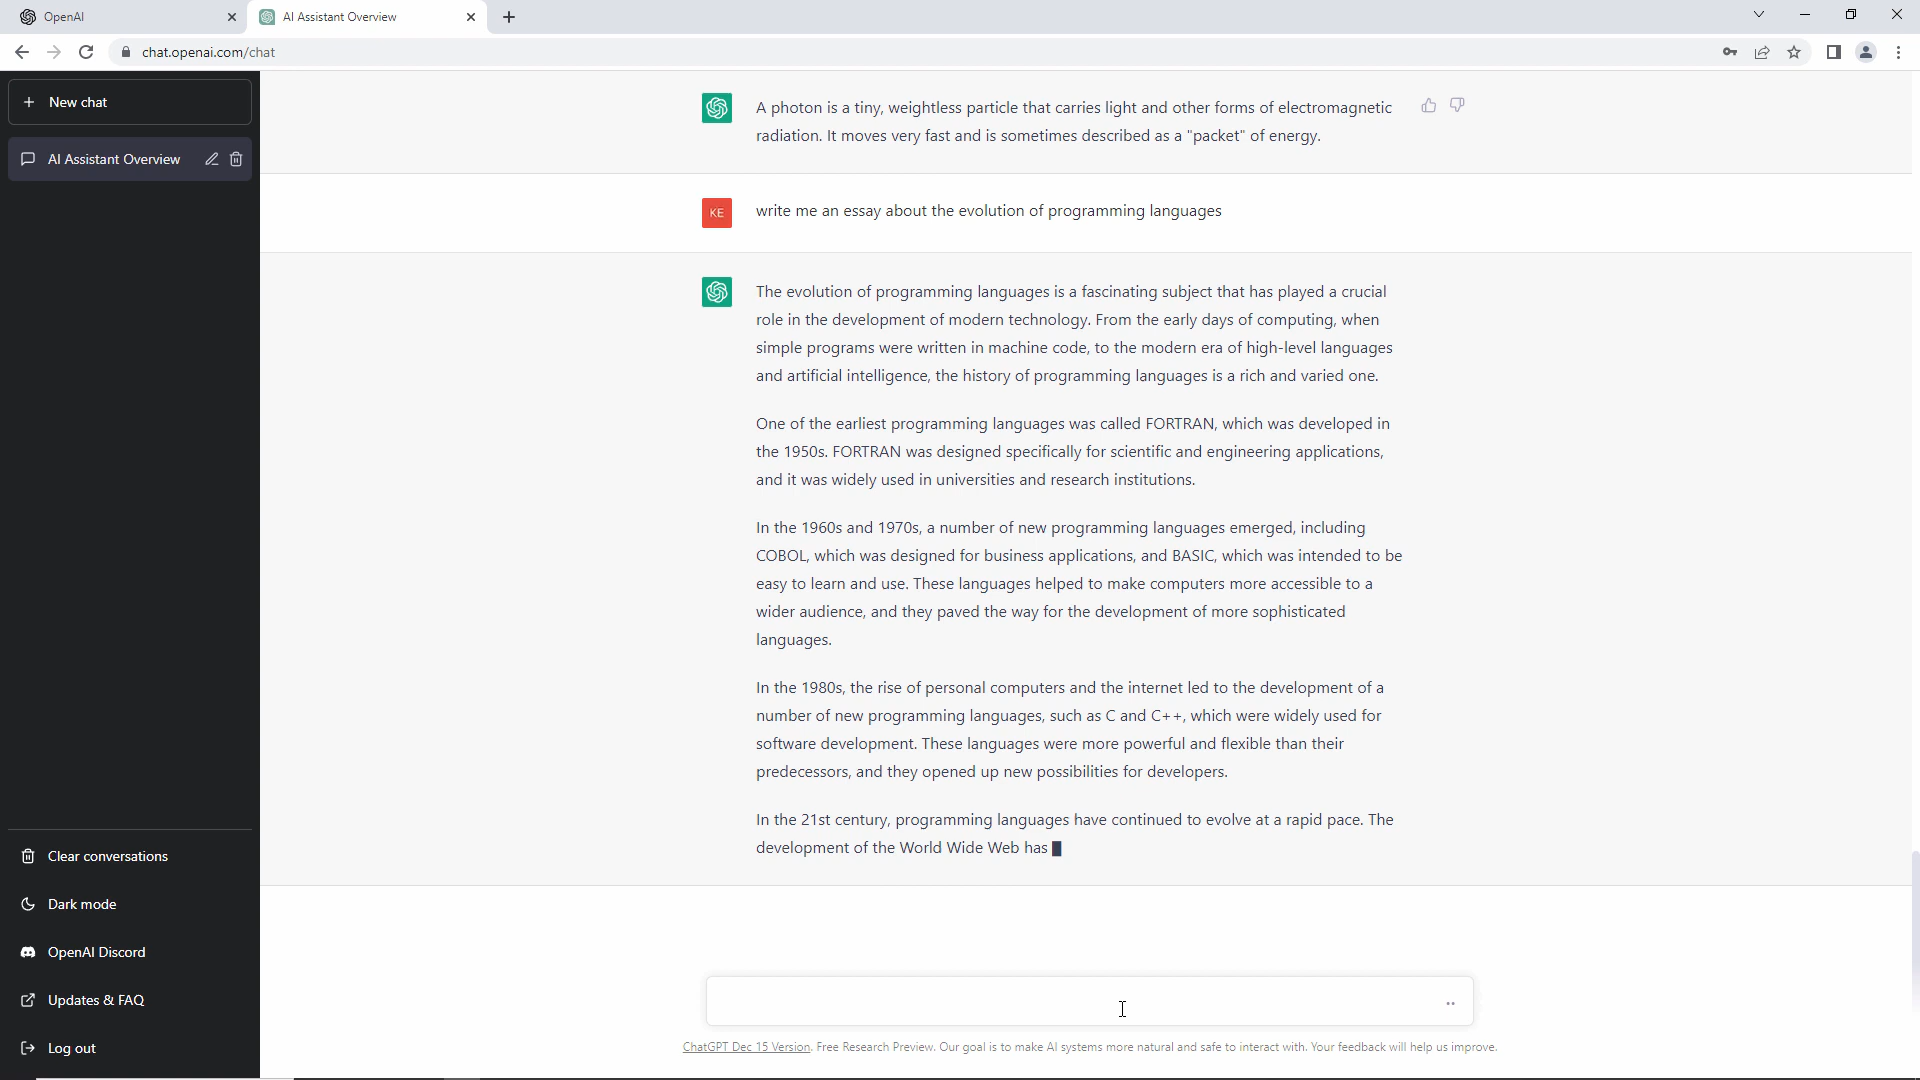 OpenAI
AI Assistant Overview
chat.openai.com/chat
New chat
AI Assistant Overview
A photon is a tiny, weightless particle that carries light and other forms of electromagnetic
radiation. It moves very fast and is sometimes described as a "packet" of energy.
KE
write me an essay about the evolution of programming languages
The evolution of programming languages is a fascinating subject that has played a crucial
role in the development of modern technology. From the early days of computing, when
simple programs were written in machine code, to the modern era of high-level languages
and artificial intelligence, the history of programming languages is a rich and varied one.
One of the earliest programming languages was called FORTRAN, which was developed in
the 1950s. FORTRAN was designed specifically for scientific and engineering applications,
and it was widely used in universities and research institutions.
In the 1960s and 1970s, a number of new programming languages emerged, including
COBOL, which was designed for business applications, and BASIC, which was intended to be
easy to learn and use. These languages helped to make computers more accessible to a
wider audience, and they paved the way for the development of more sophisticated
languages.
In the 1980s, the rise of personal computers and the internet led to the development of a
number of new programming languages, such as C and C++, which were widely used for
software development. These languages were more powerful and flexible than their
predecessors, and they opened up new possibilities for developers.
In the 21st century, programming languages have continued to evolve at a rapid pace. The
development of the World Wide Web has
Clear conversations
Dark mode
OpenAI Discord
Updates & FAQ
Log out
ChatGPT Dec 15 Version. Free Research Preview. Our goal is to make AI systems more natural and safe to interact with. Your feedback will help us improve.